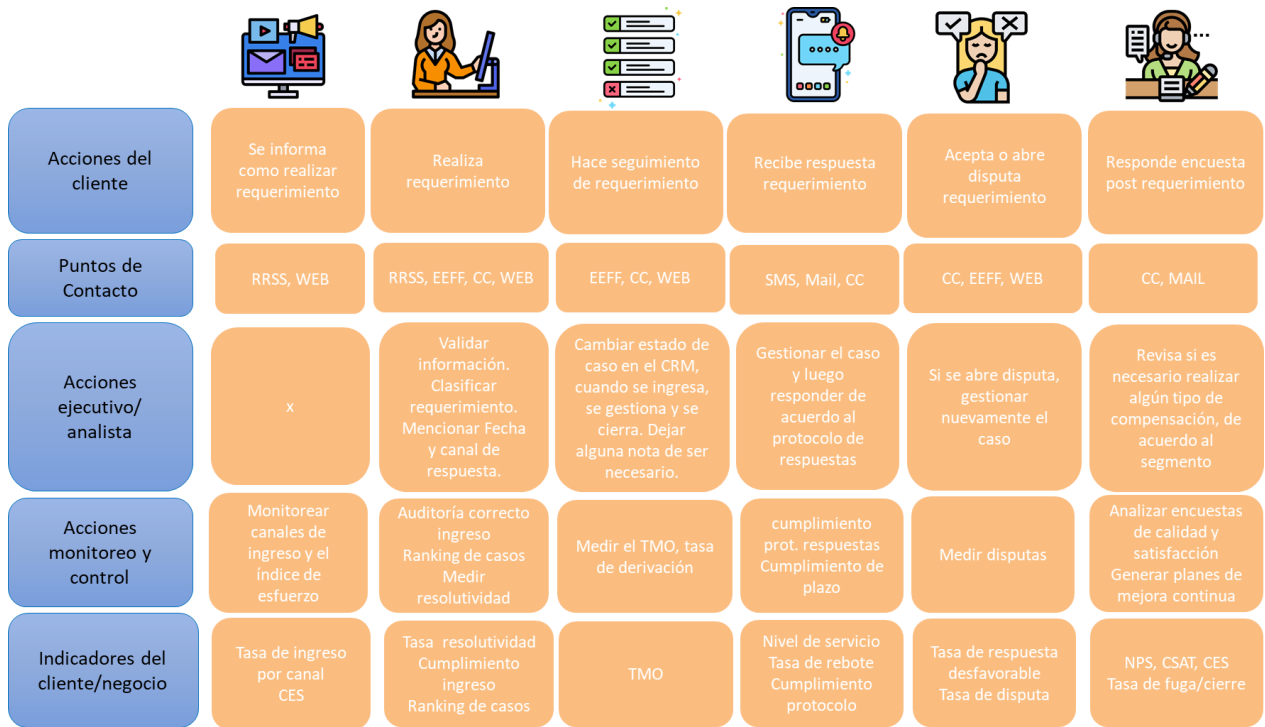 Acciones del
cliente
Se informa
como realizar
requerimiento
Realiza
requerimiento
Hace seguimiento
de requerimiento
Recibe respuesta
requerimiento
Acepta o abre
disputa
requerimiento
Responde encuesta
post requerimiento
Puntos de
Contacto
RRSS, WEB
RRSS, EEFF, CC, WEB
EEFF, CC, WEB
SMS, Mail, CC
CC, EEFF, WEB
CC, MAIL
Acciones
ejecutivo/
analista
x
Validar
información.
Clasificar
requerimiento.
Mencionar Fecha
y canal de
respuesta.
Cambiar estado de
caso en el CRM,
cuando se ingresa,
se gestiona y se
cierra. Dejar
alguna nota de ser
necesario.
Gestionar el caso
y luego
responder de
acuerdo al
protocolo de
respuestas
Si se abre disputa,
gestionar
nuevamente el
caso
Revisa si es
necesario realizar
algún tipo de
compensación, de
acuerdo al
segmento
Acciones
monitoreo y
control
Monitorear
canales de
ingreso y el
índice de
esfuerzo
Auditoría correcto
ingreso
Ranking de casos
Medir
resolutividad
Medir el TMO, tasa
de derivación
cumplimiento
prot. respuestas
Cumplimiento de
plazo
Medir disputas
Analizar encuestas
de calidad y
satisfacción
Generar planes de
mejora continua
Indicadores del
cliente/negocio
Tasa de ingreso
por canal
CES
Tasa  resolutividad
Cumplimiento
ingreso
Ranking de casos
TMO
Nivel de servicio
Tasa de rebote
Cumplimiento
protocolo
Tasa de respuesta
desfavorable
Tasa de disputa
NPS, CSAT, CES
Tasa de fuga/cierre